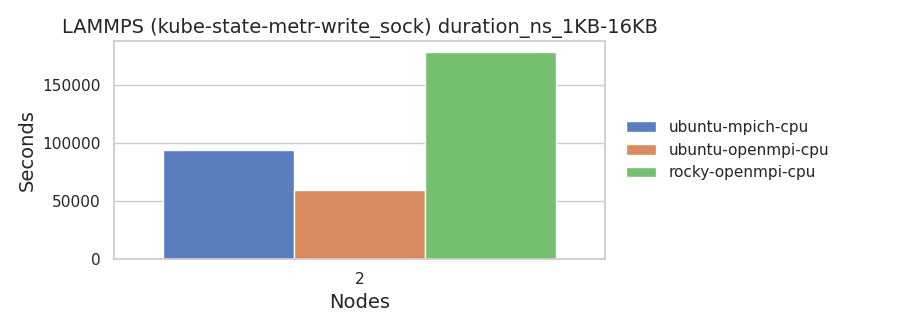 LAMMPS (kube-state-metr-write_sock) duration_ns_1KB-16KB
Seconds
150000
100000
50000
0
2
Nodes
ubuntu-mpich-cpu
ubuntu-openmpi-cpu
rocky-openmpi-cpu